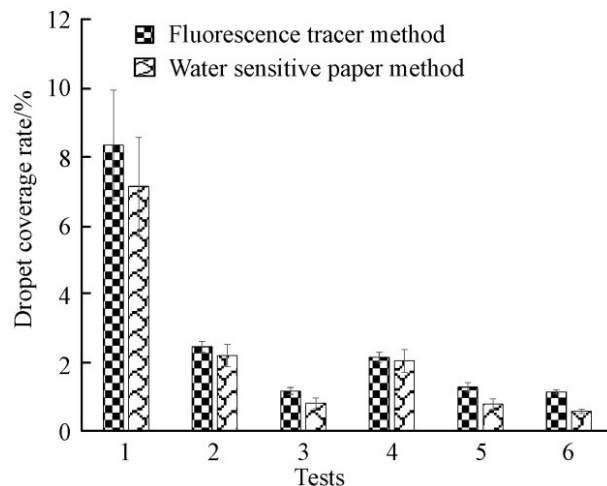 Fluorescence tracer method
Water sensitive paper method
Dropet coverage rate/%
12
10
8
6
4
2
0
1 2 3 4 5 6
Tests